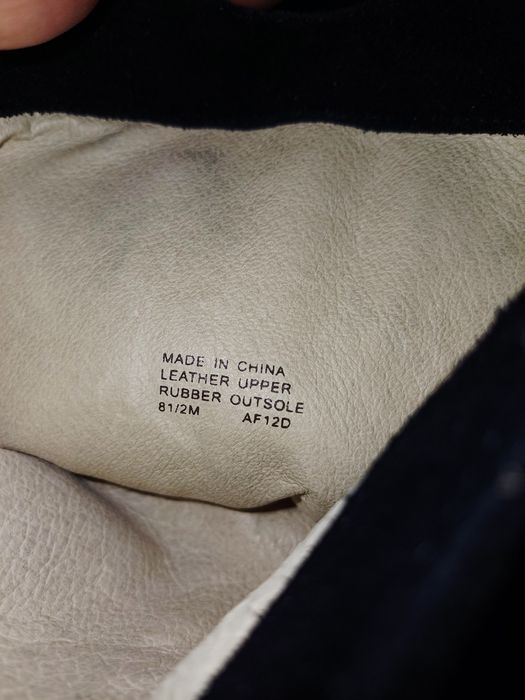 MADE IN CHINA
LEATHER UPPER
RUBBER OUTSOLE
81/2M AF12D